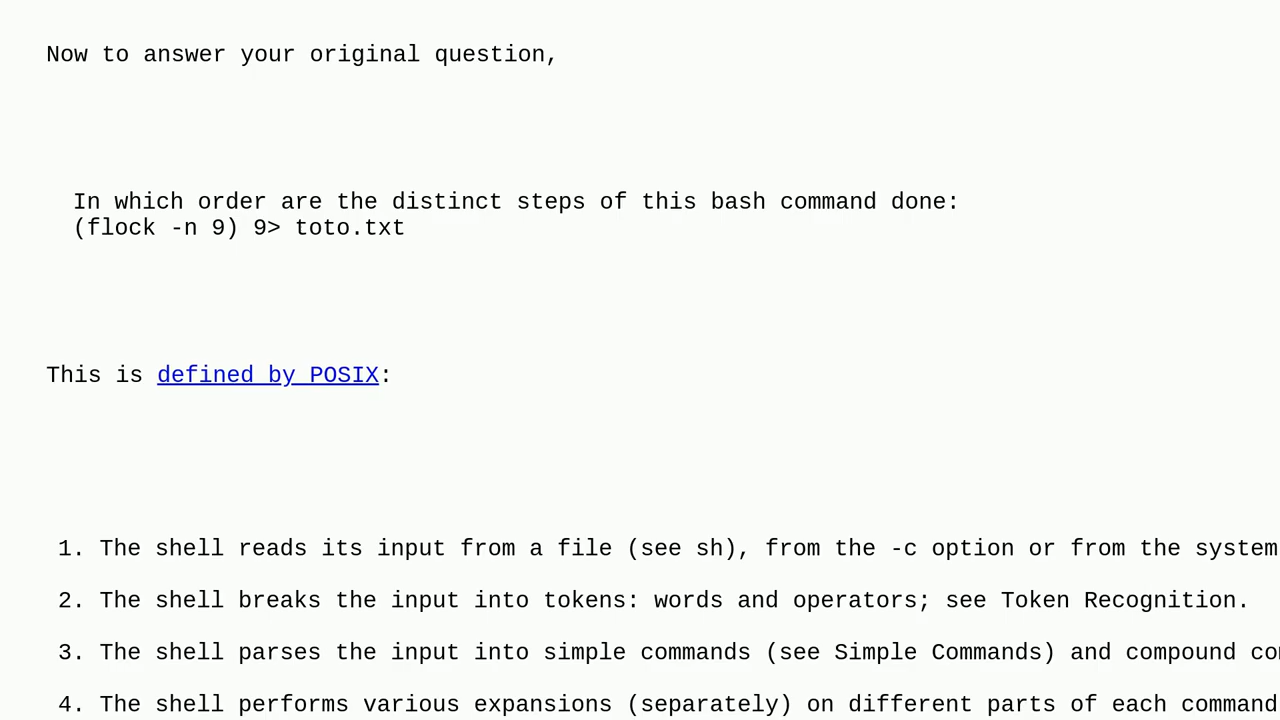 Now to answer your original question,
In which order are the distinct steps of this bash command done:
(flock -n 9) 9> toto.txt
This is defined by POSIX:
1. The shell reads its input from a file (see sh), from the -c option or from the system
2. The shell breaks the input into tokens: words and operators; see Token Recognition.
3. The shell parses the input into simple commands (see Simple Commands) and compound
4. The shell performs various expansions (separately) on different parts of each command